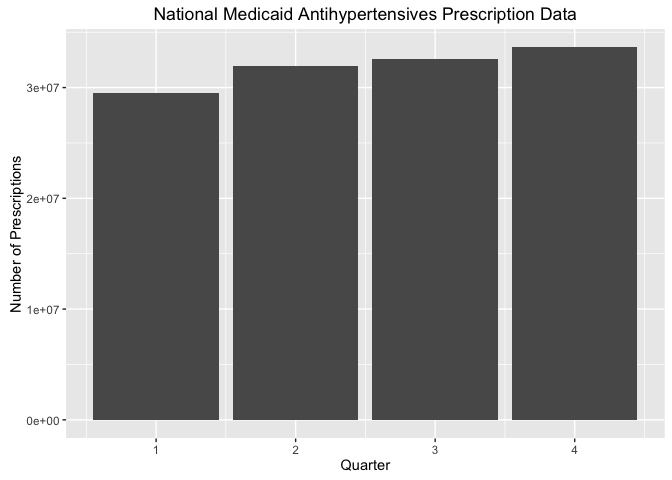 National Medicaid Antihypertensives Prescription Data
Number of Prescriptions
3e+07
2e+07
1e+07
0e+00
1 2 3 4
Quarter